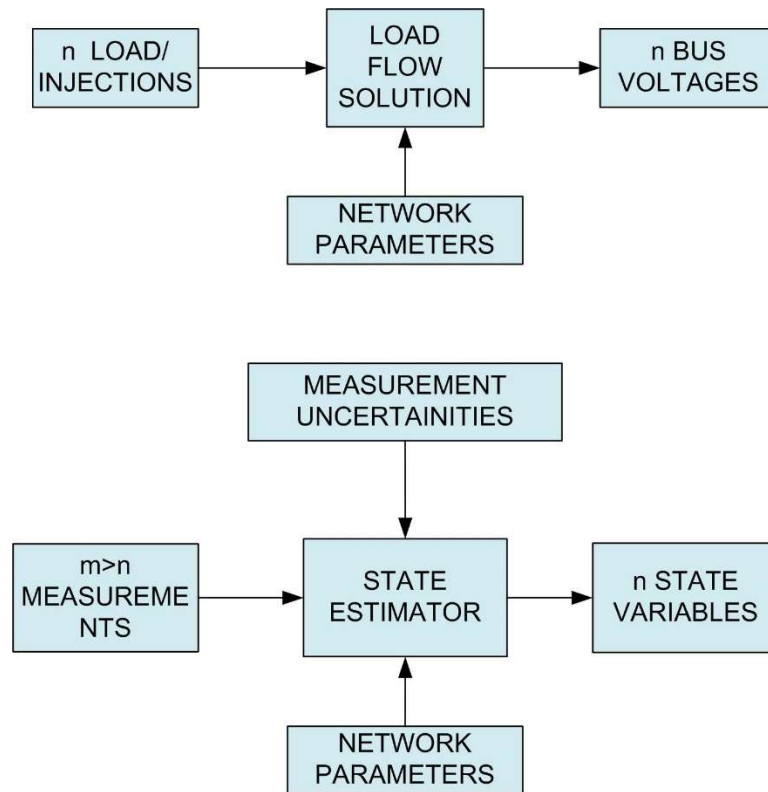 n LOAD/
INJECTIONS
LOAD
FLOW
SOLUTION
n BUS
VOLTAGES
NETWORK
PARAMETERS
MEASUREMENT
UNCERTAINITIES
m>n
MEASUREME
NTS
STATE
ESTIMATOR
n STATE
VARIABLES
NETWORK
PARAMETERS